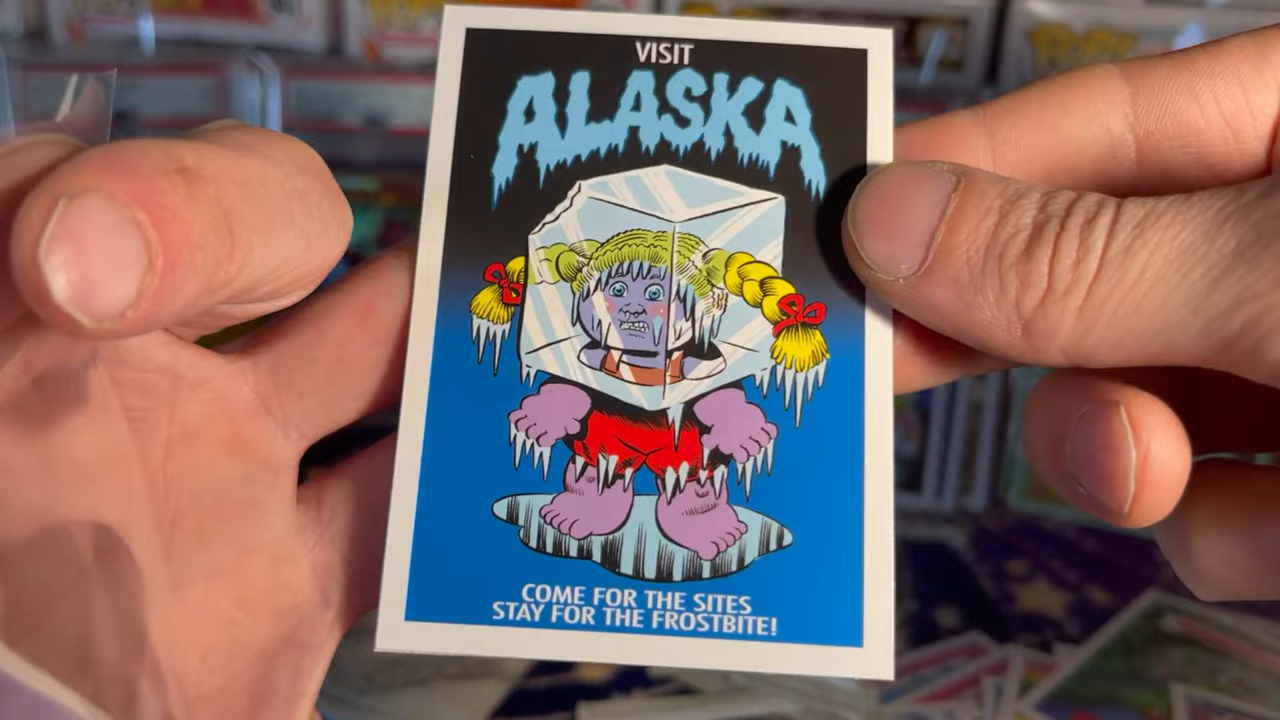 VISIT
ALASKA
COME FOR THE SITES
STAY FOR THE FROSTBITE!